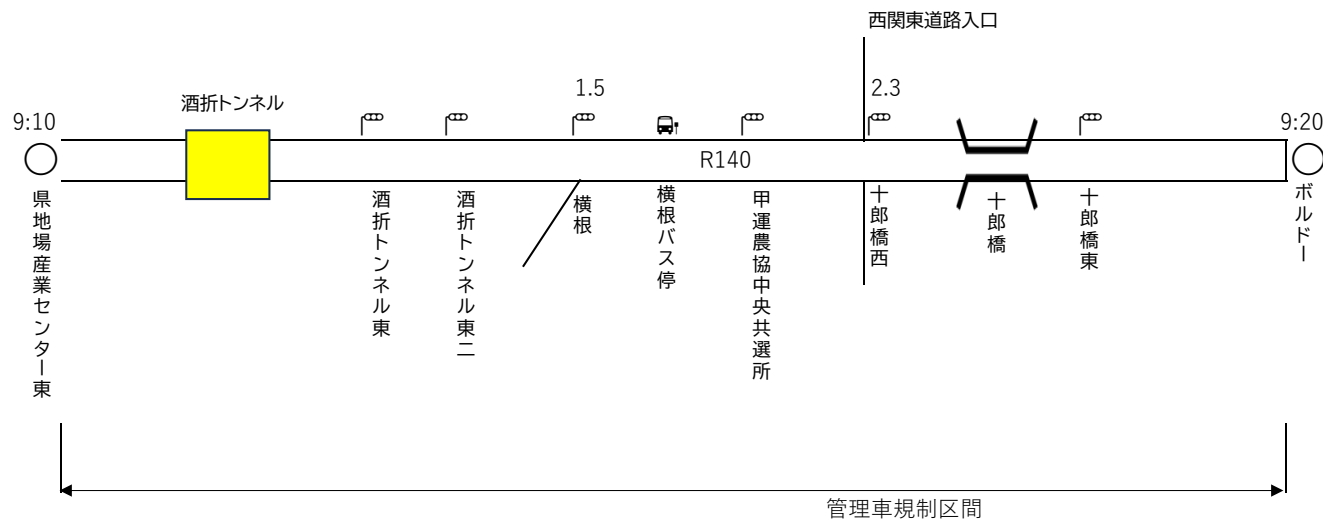 西関東道路入口
1.5
2.3
酒折トンネル
9:10
9:20
R140
県地場産業センター東
酒折トンネル東
酒折トンネル東二
横根
横根バス停
甲運農協中央共選所
十郎橋西
十郎橋
十郎橋東
ボルドー
管理車規制区間